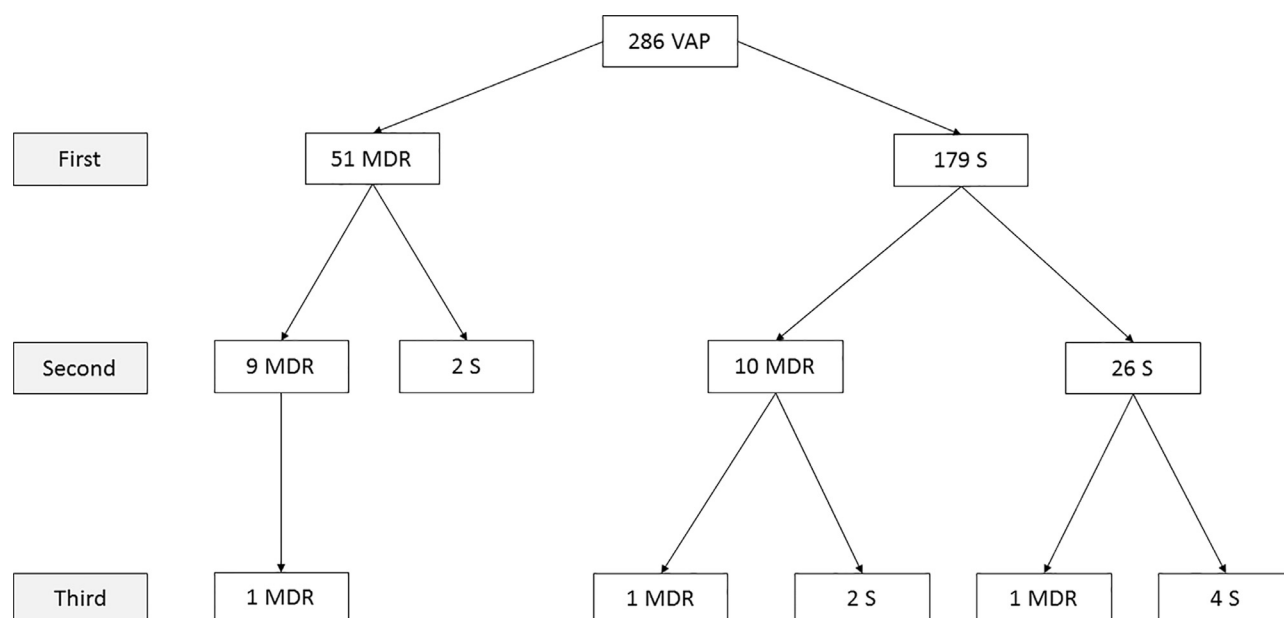 286 VAP
First
51 MDR
179 S
Second
9 MDR
2 S
10 MDR
26 S
Third
1 MDR
1 MDR
2 S
1 MDR
4 S